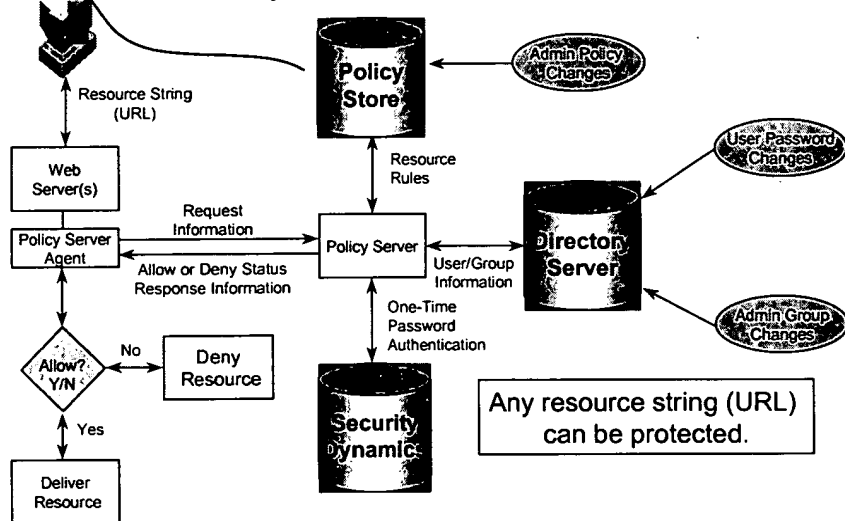 Policy
Store
Admin Policy
Changes
Resource String
(URL)
User Password
Changes
Web
Server(s)
Resource
Rules
Request
Information
Policy Server
Agent
Policy Server
Directory
Server
Allow or Deny Status
Response Information
User/Group
Information
One-Time
Password
Authentication
Admin Group
Changes
Allow?
Y/N
No
Deny
Resource
Any resource string (URL)
can be protected.
Security
Dynamic
Yes
Deliver
Resource